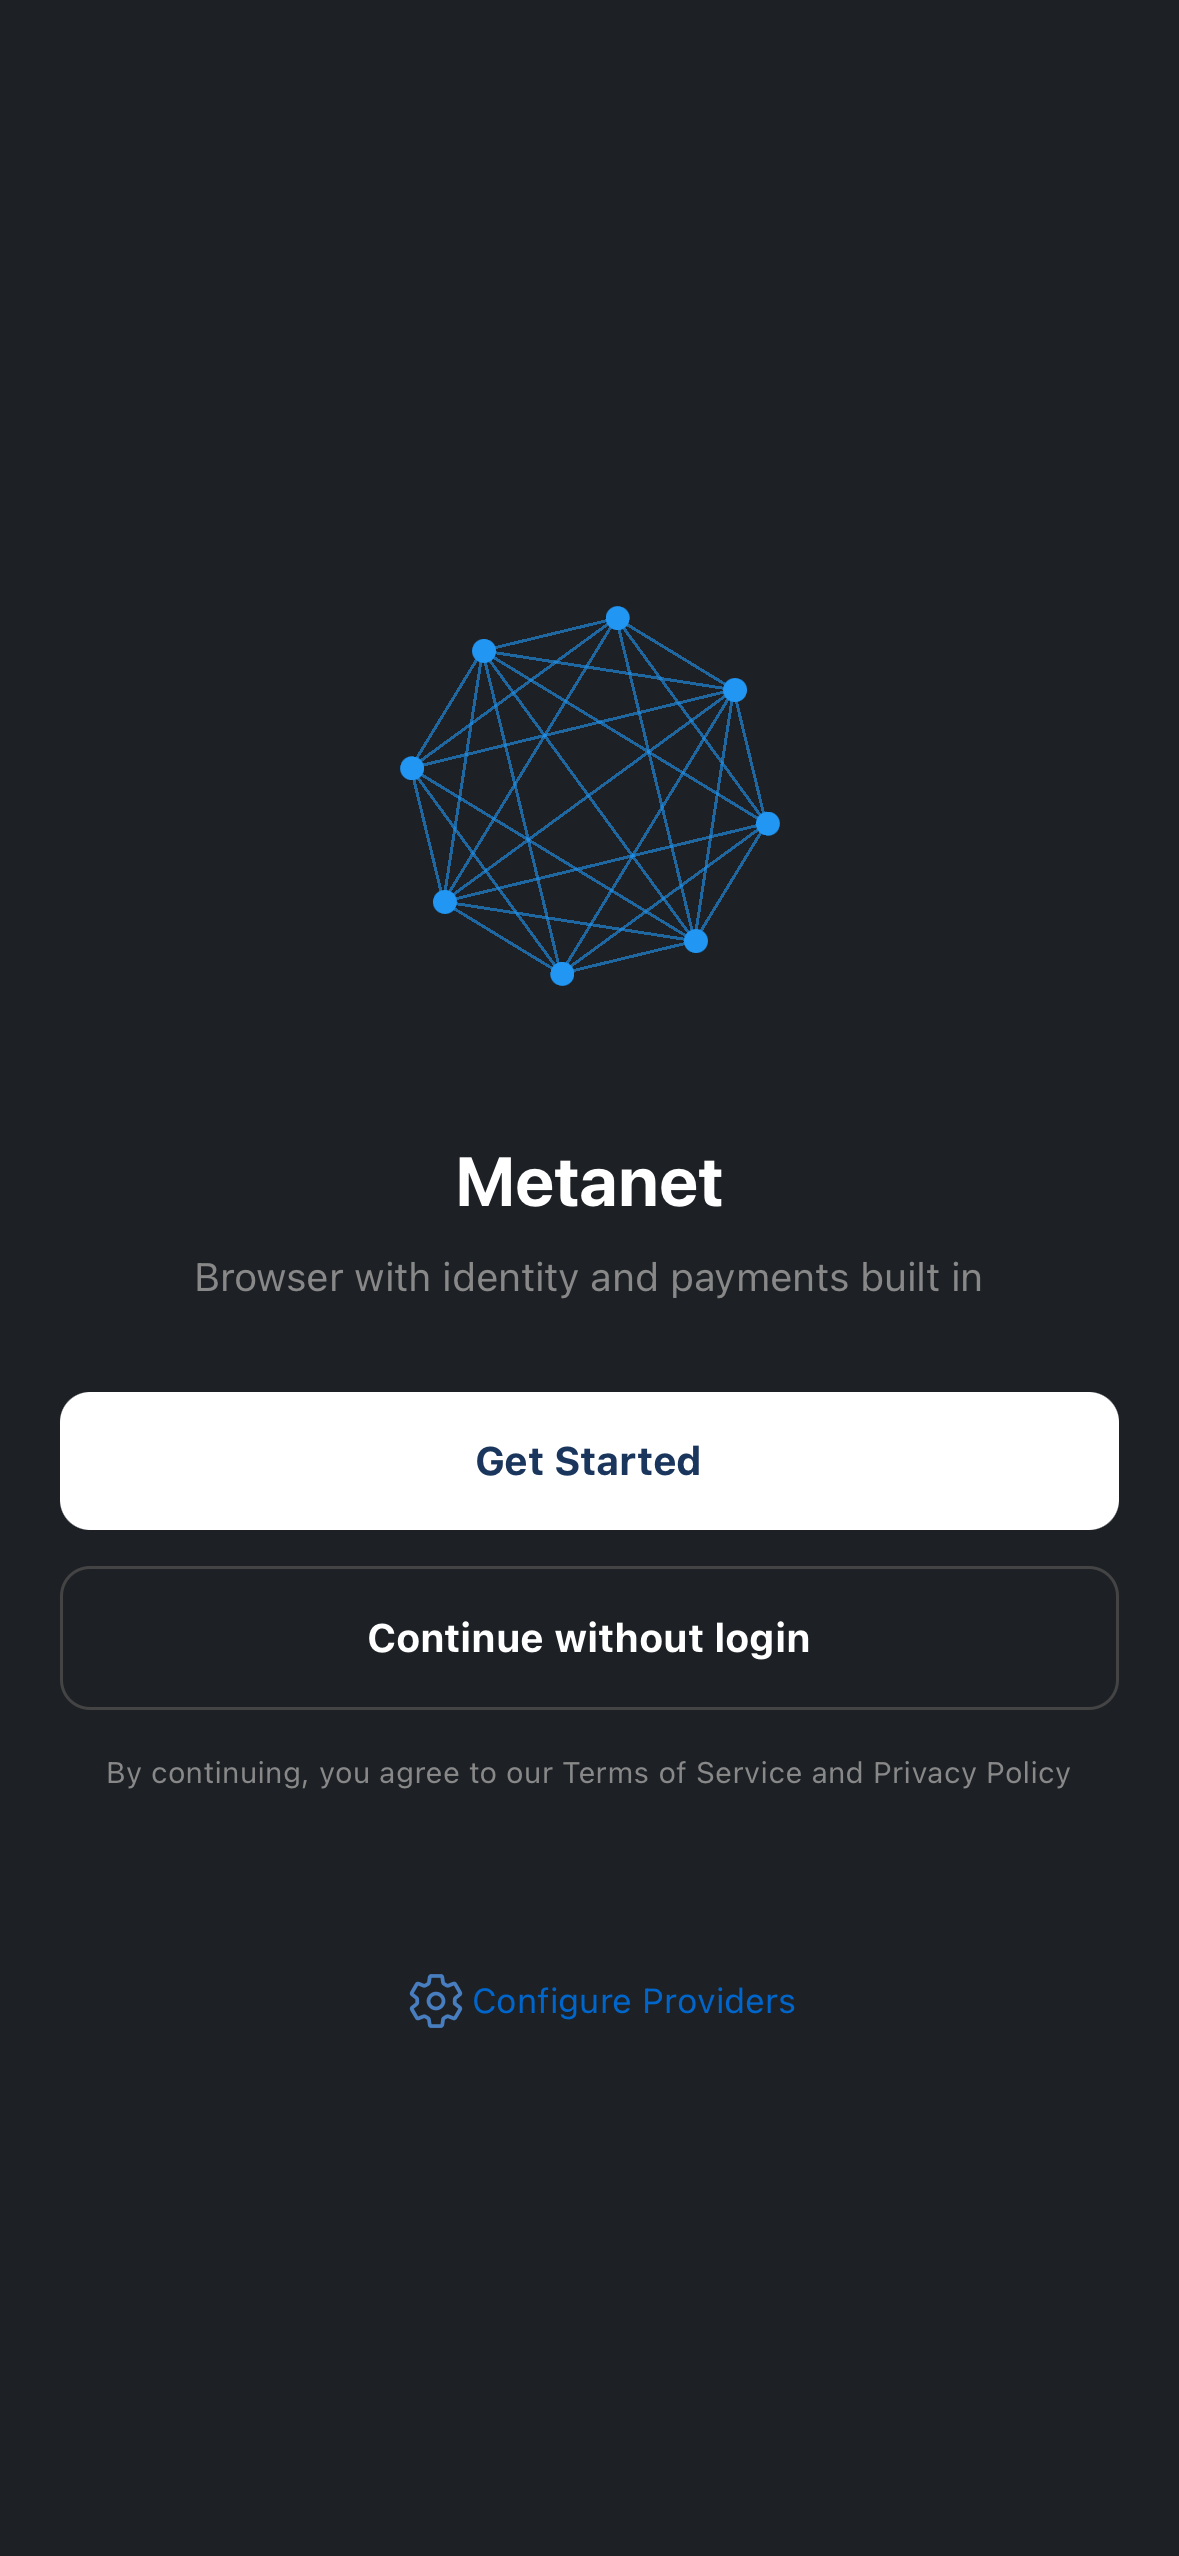 Metanet
Browser with identity and payments built in
Get Started
Continue without login
By continuing, you agree to our Terms of Service and Privacy Policy
Configure Providers